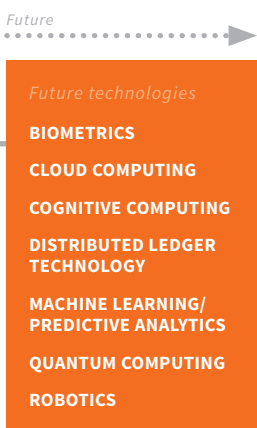 Future
Future technologies
BIOMETRICS
CLOUD COMPUTING
COGNITIVE COMPUTING
DISTRIBUTED LEDGER
TECHNOLOGY
MACHINE LEARNING/
PREDICTIVE ANALYTICS
QUANTUM COMPUTING
ROBOTICS